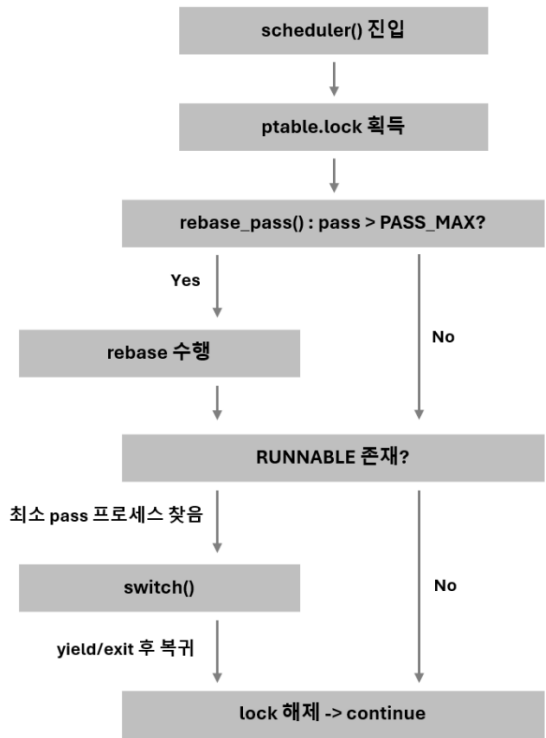 scheduler() 진입
ptable.lock 획득
rebase_pass() : pass > PASS_MAX?
Yes
No
rebase 수행
RUNNABLE 존재?
최소 pass 프로세스 찾음
No
switch()
yield/exit 후 복귀
lock 해제 -> continue